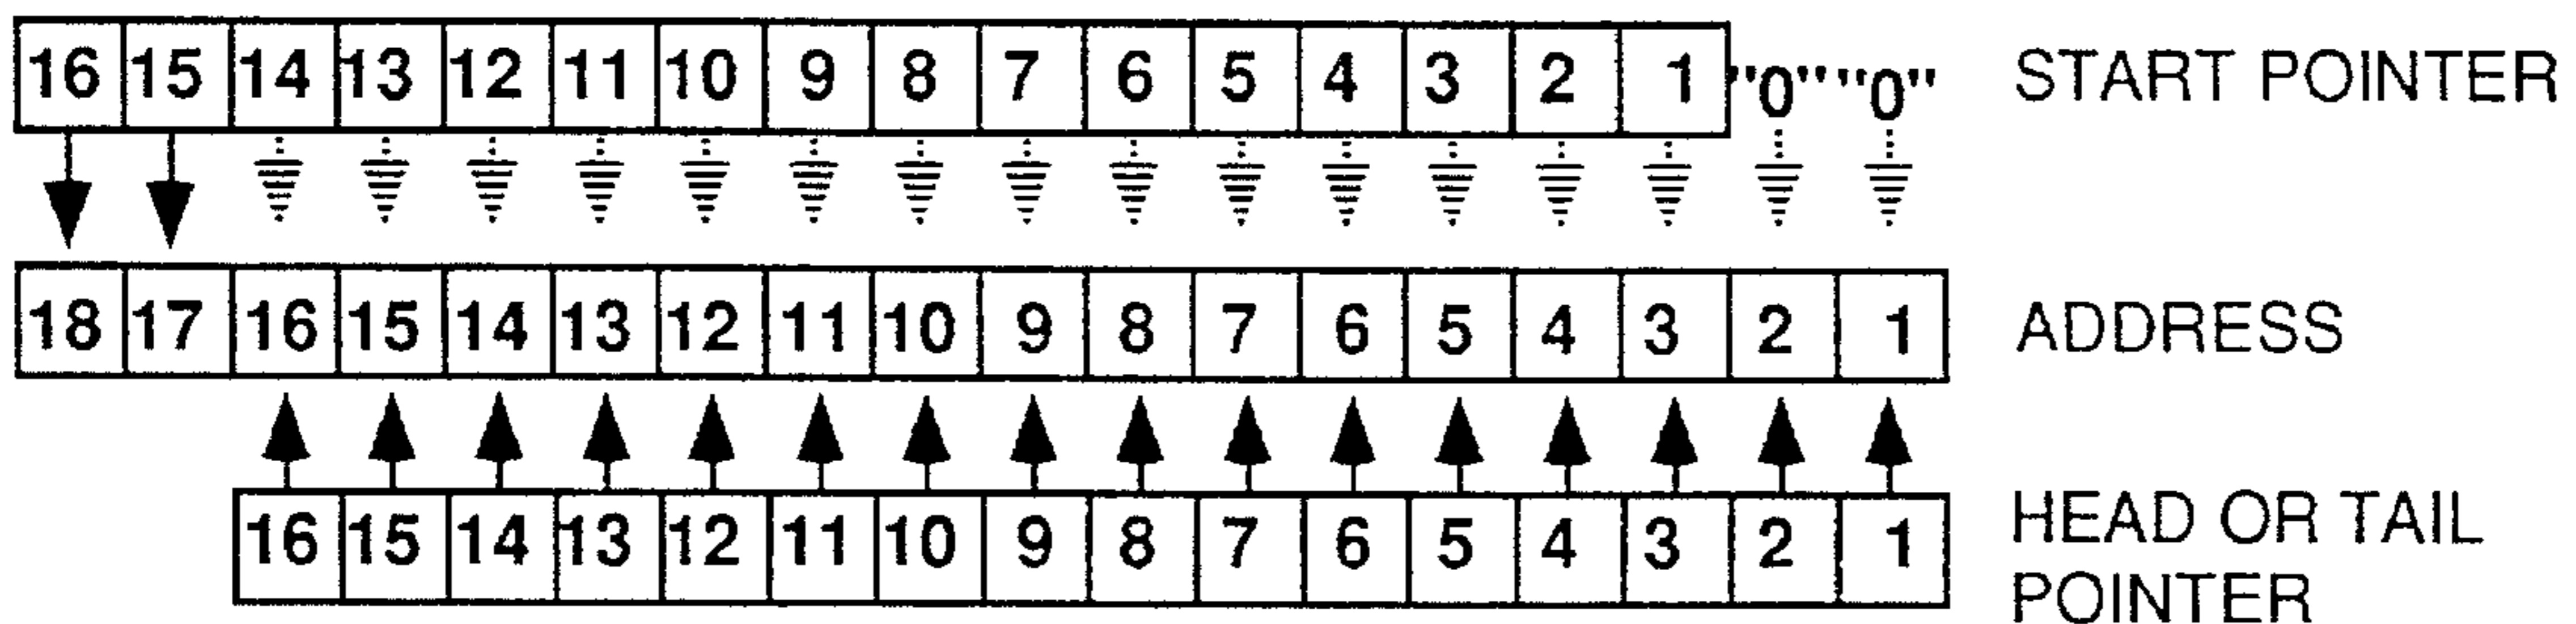 16 15 14 13 12 11 10 9 8 7 6 5 4 3 2 1 "0" "0" START POINTER
18 17 16 15 14 13 12 11 10 9 8 7 6 5 4 3 2 1 ADDRESS
16 15 14 13 12 11 10 9 8 7 6 5 4 3 2 1 HEAD OR TAIL
POINTER